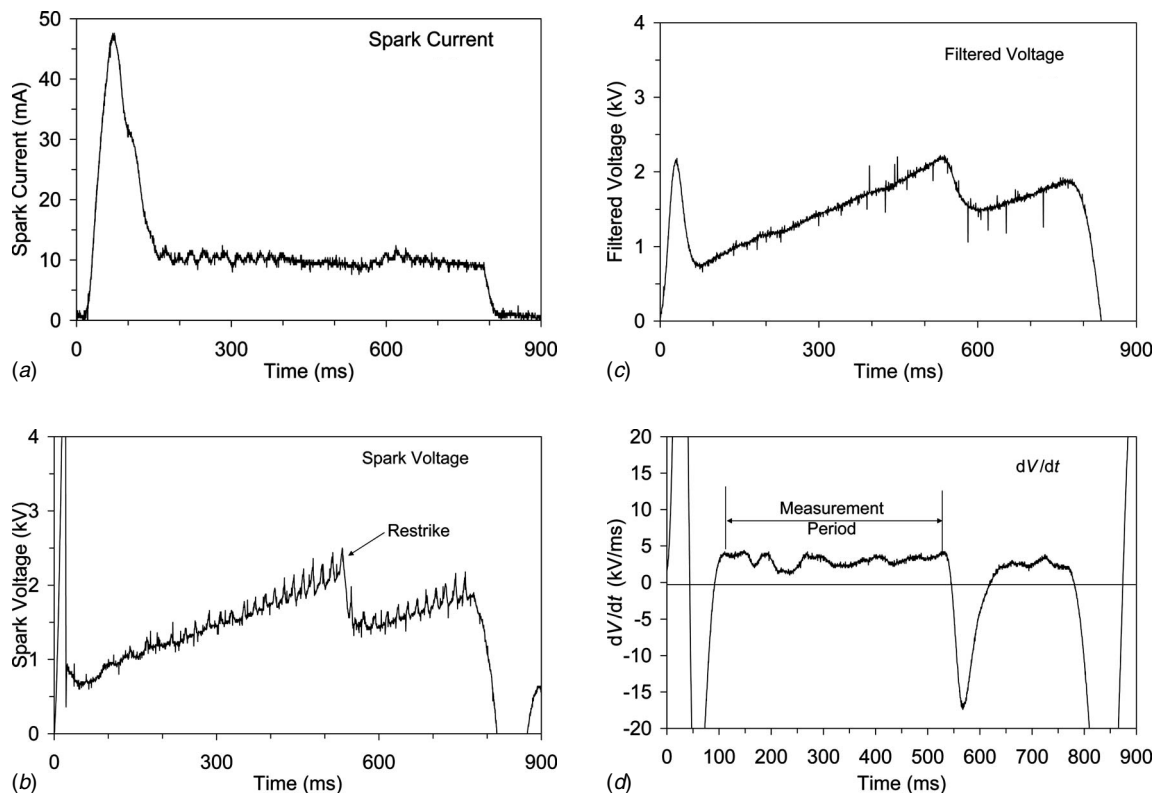 50
40
30
20
10
0
Spark Current (mA)
Spark Current
0 300 600 900
Time (ms)
(a)
4
3
2
1
0
Filtered Voltage (kV)
Filtered Voltage
0 300 600 900
Time (ms)
(c)
4
3
2
1
0
Spark Voltage (kV)
Spark Voltage
Restrike
0 300 600 900
Time (ms)
(b)
20
15
10
5
0
-5
-10
-15
-20
dV/dt (kV/ms)
dV/dt
Measurement
Period
0 100 200 300 400 500 600 700 800 900
Time (ms)
(d)